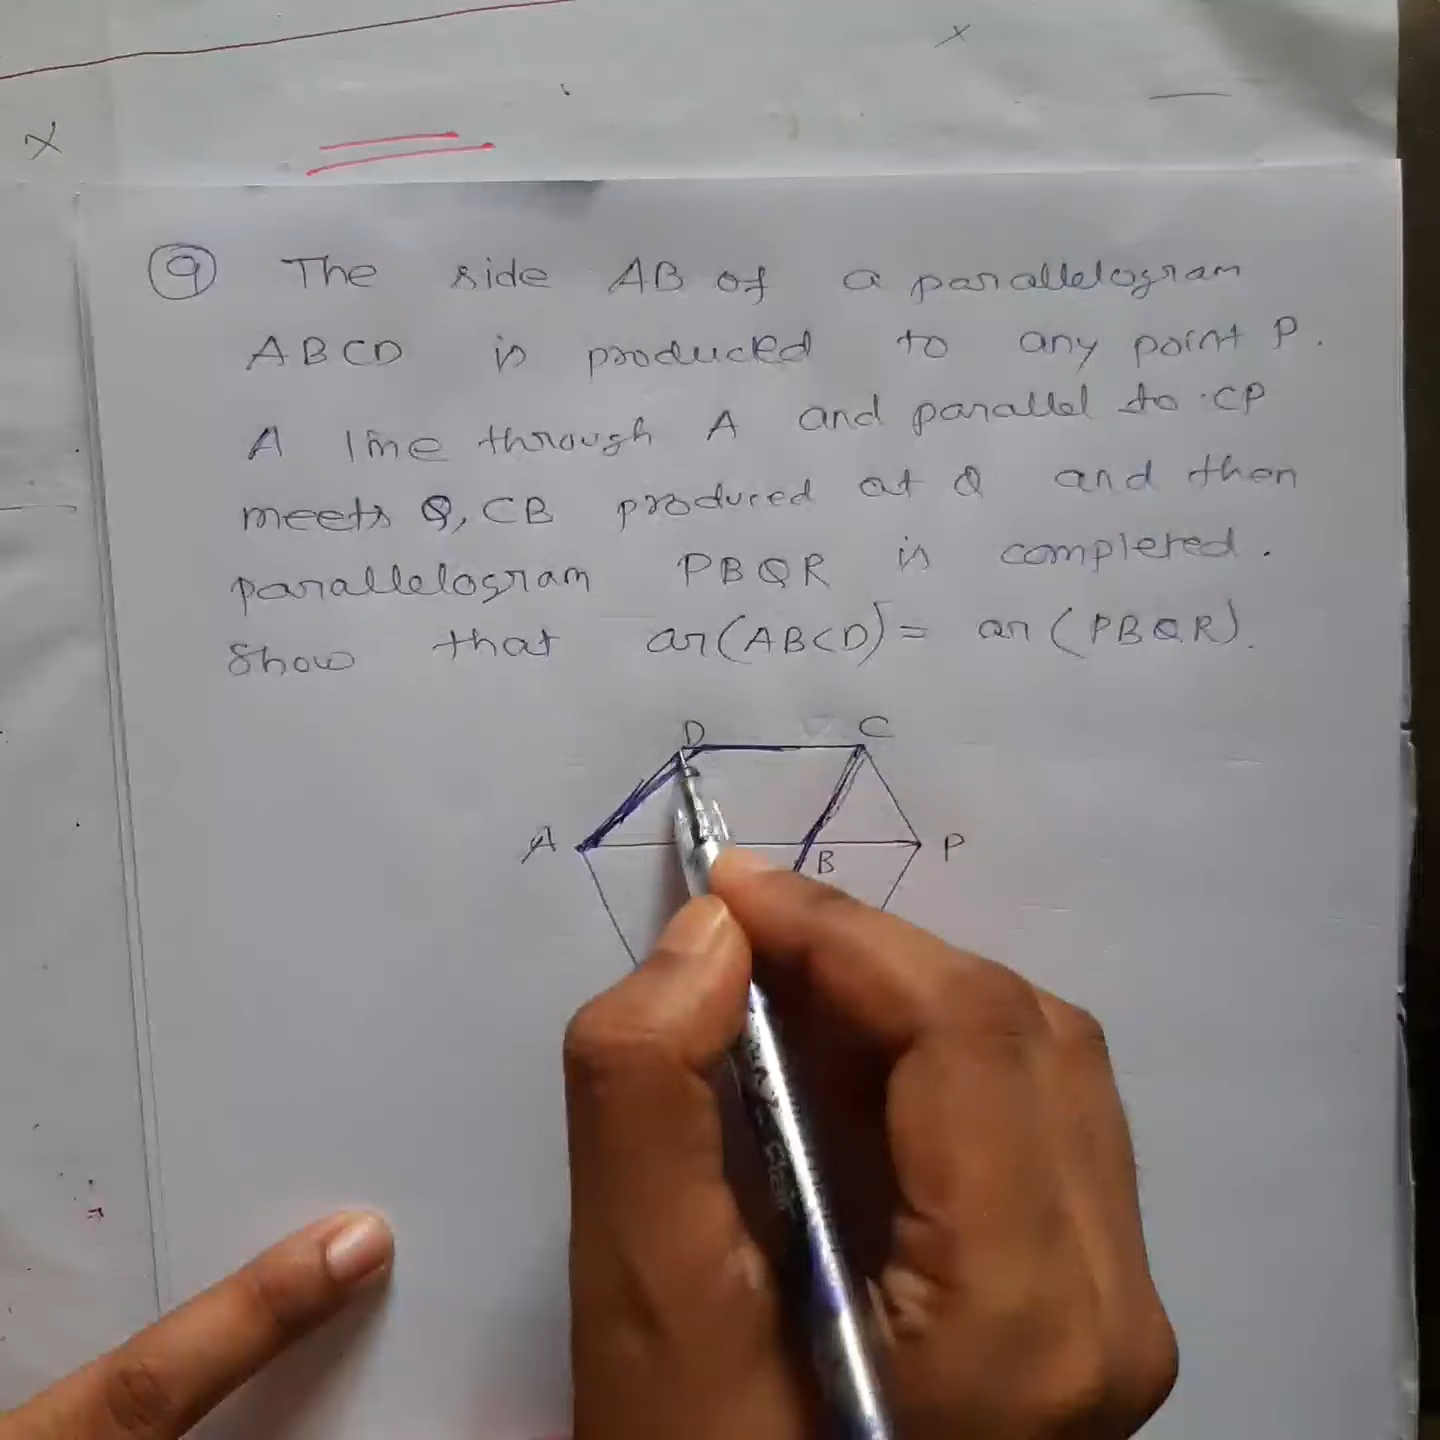 9 The side AB of a parallelogram
ABCD is produced to any point P.
A line through A and parallel to CP
meets Q, CB produced at Q and then
parallelogram PBQR is completed.
Show that ar(ABCD) = ar (PBQR).
D C
A B P